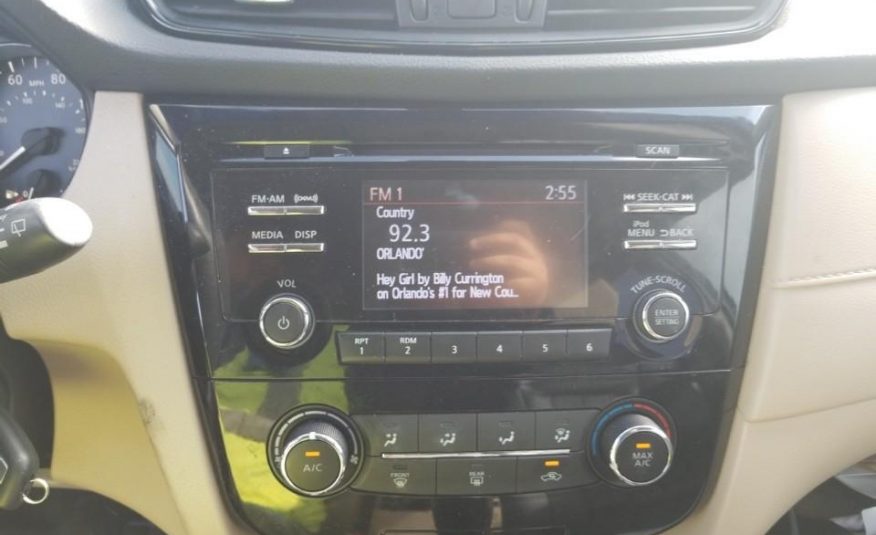 60 MPH 80
SCAN
FM·AM
MEDIA DISP
VOL
FM 1 2:55
Country
92.3
ORLANDO'
Hey Girl by Billy Currington
on Orlando's #1 for New Cou...
SEEK·CAT
iPod
MENU BACK
TUNE·SCROLL
ENTER
SETTING
RPT RDM
1 2 3 4 5 6
A/C
FRONT REAR
MAX
A/C